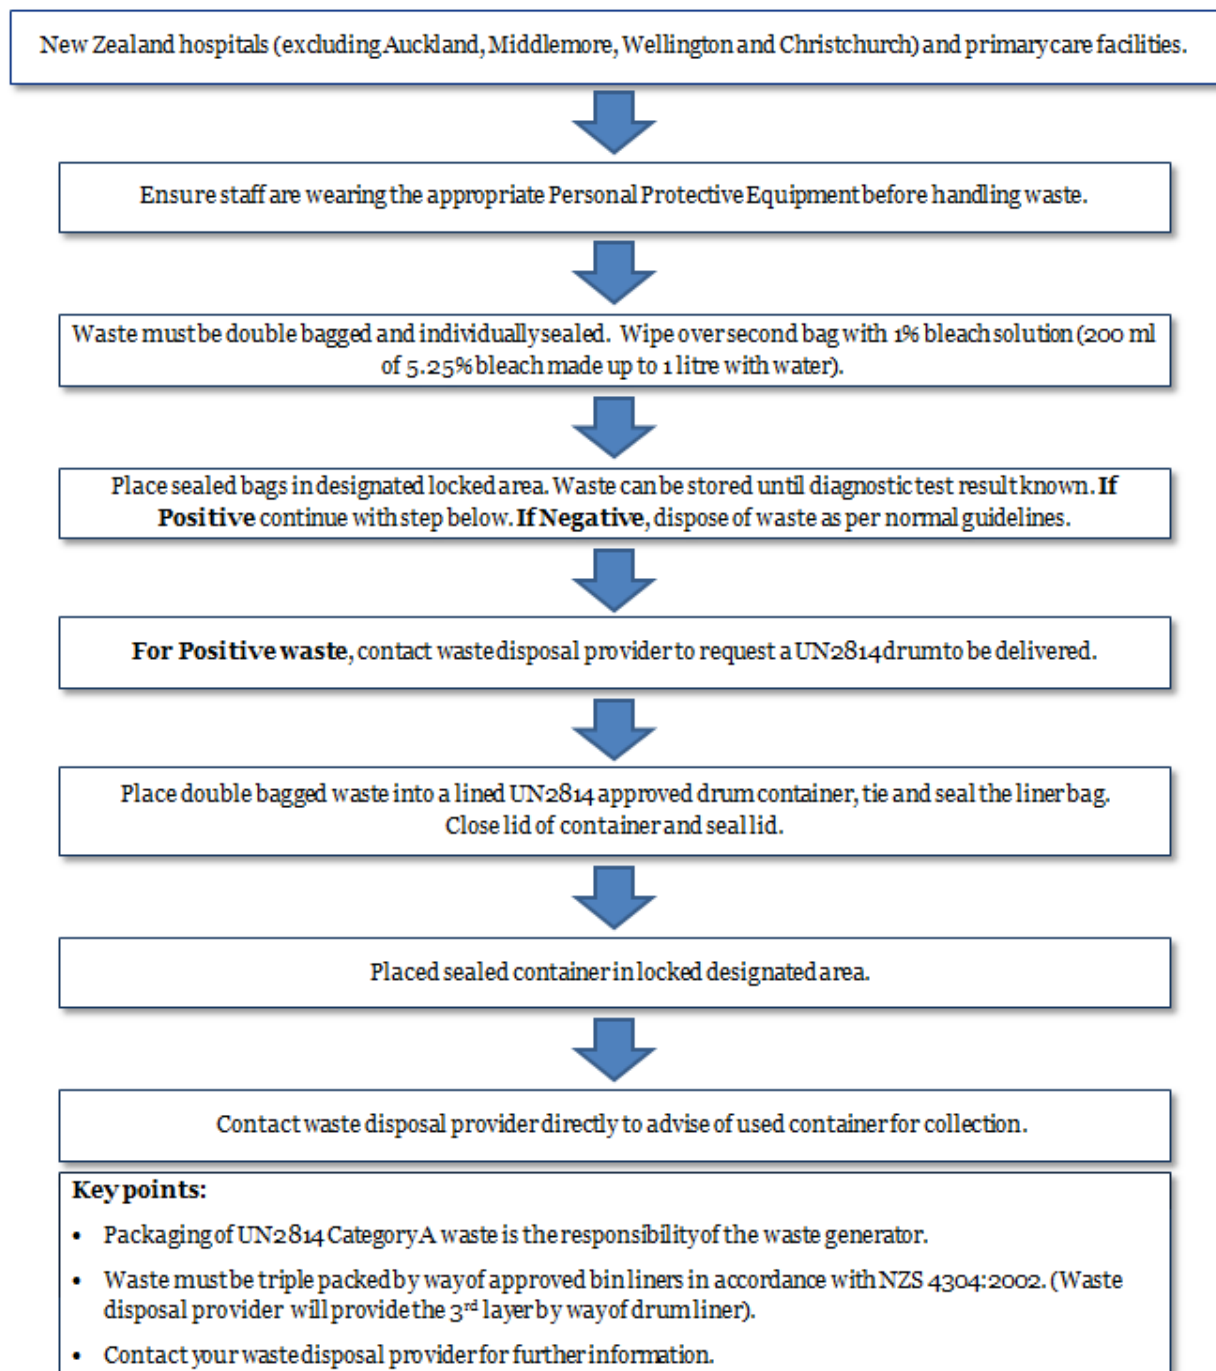 New Zealand hospitals (excluding Auckland, Middlemore, Wellington and Christchurch) and primary care facilities.
Ensure staff are wearing the appropriate Personal Protective Equipment before handling waste.
Waste must be double bagged and individually sealed.  Wipe over second bag with 1% bleach solution (200 ml
of 5.25% bleach made up to 1 litre with water).
Place sealed bags in designated locked area. Waste can be stored until diagnostic test result known. If
Positive continue with step below. If Negative, dispose of waste as per normal guidelines.
For Positive waste, contact waste disposal provider to request a UN2814 drum to be delivered.
Place double bagged waste into a lined UN2814 approved drum container, tie and seal the liner bag.
Close lid of container and seal lid.
Placed sealed container in locked designated area.
Contact waste disposal provider directly to advise of used container for collection.
Key points:
• Packaging of UN2814 Category A waste is the responsibility of the waste generator.
• Waste must be triple packed by way of approved bin liners in accordance with NZS 4304:2002. (Waste
disposal provider will provide the 3rd layer by way of drum liner).
• Contact your waste disposal provider for further information.